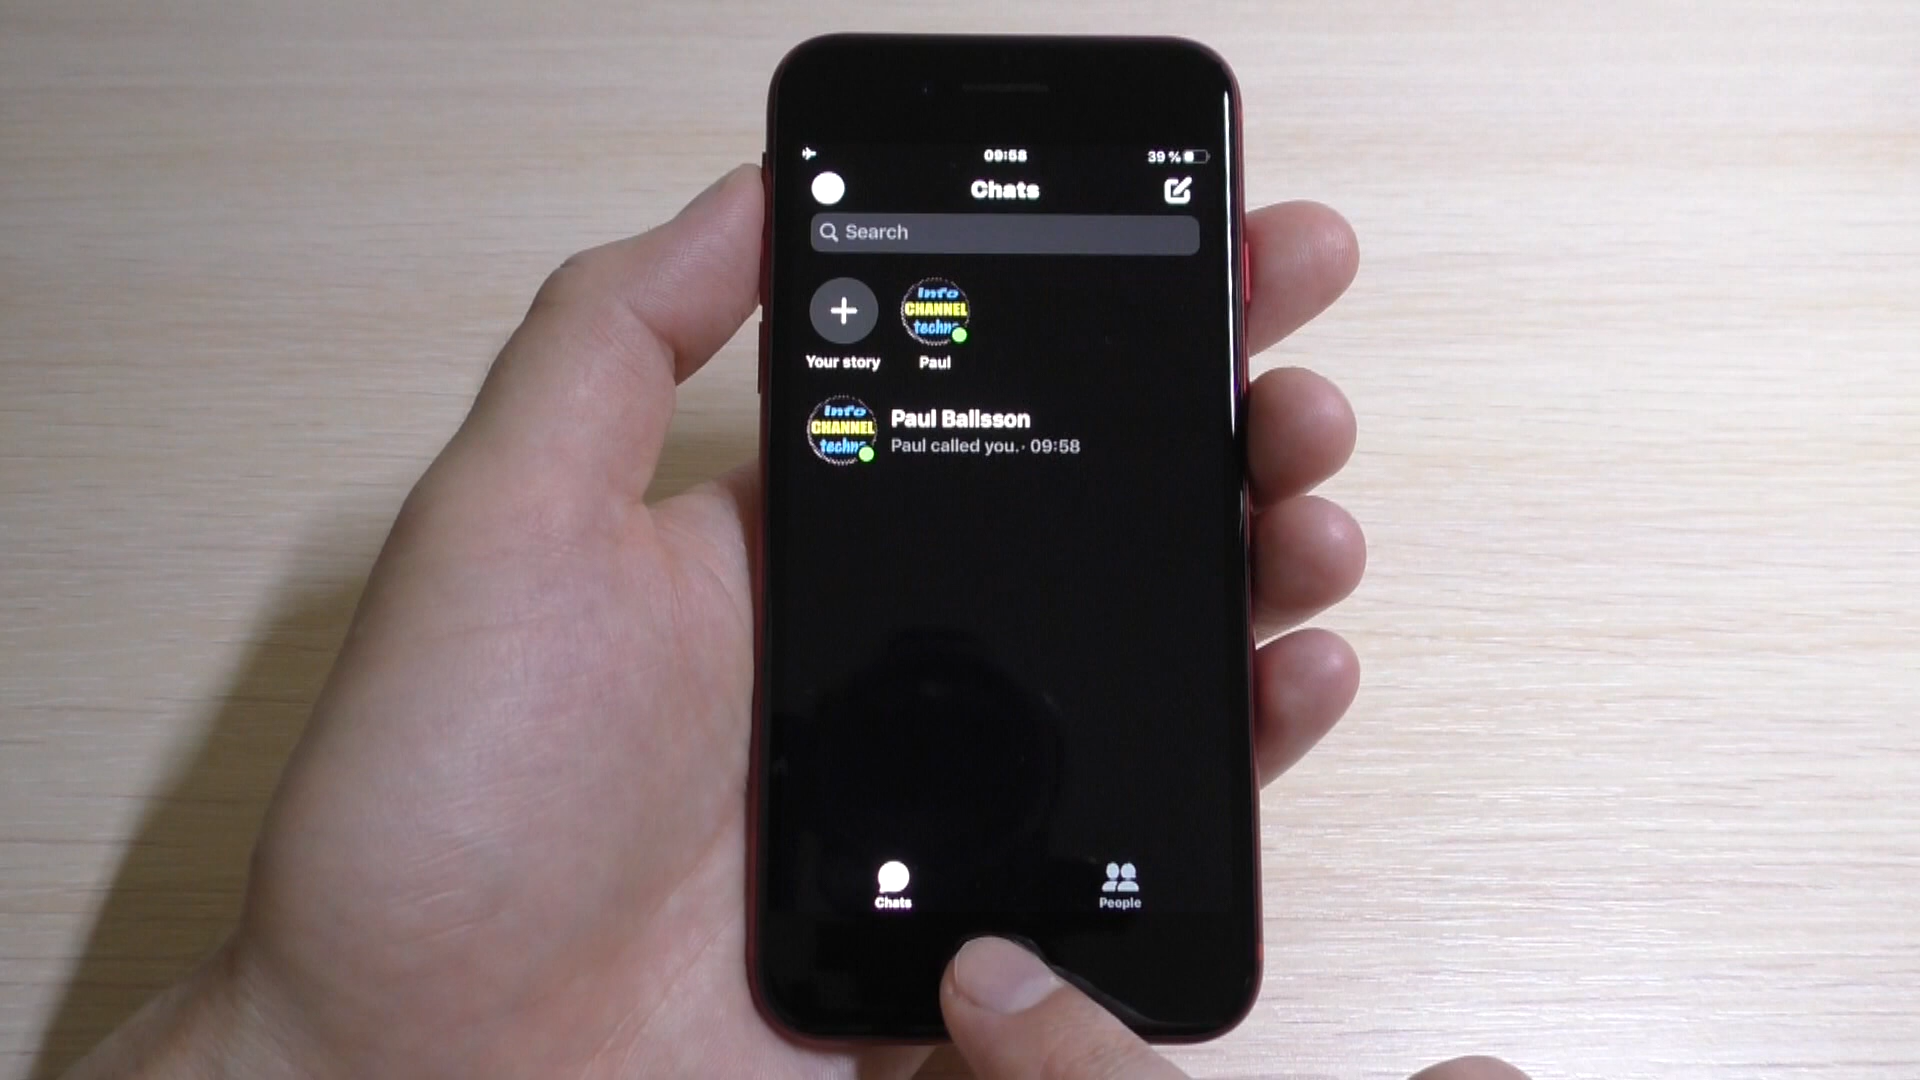 09:58
39 %
Chats
Search
Info
CHANNEL
techno
Your story
Paul
Info
CHANNEL
techno
Paul Balisson
Paul called you. · 09:58
Chats
People